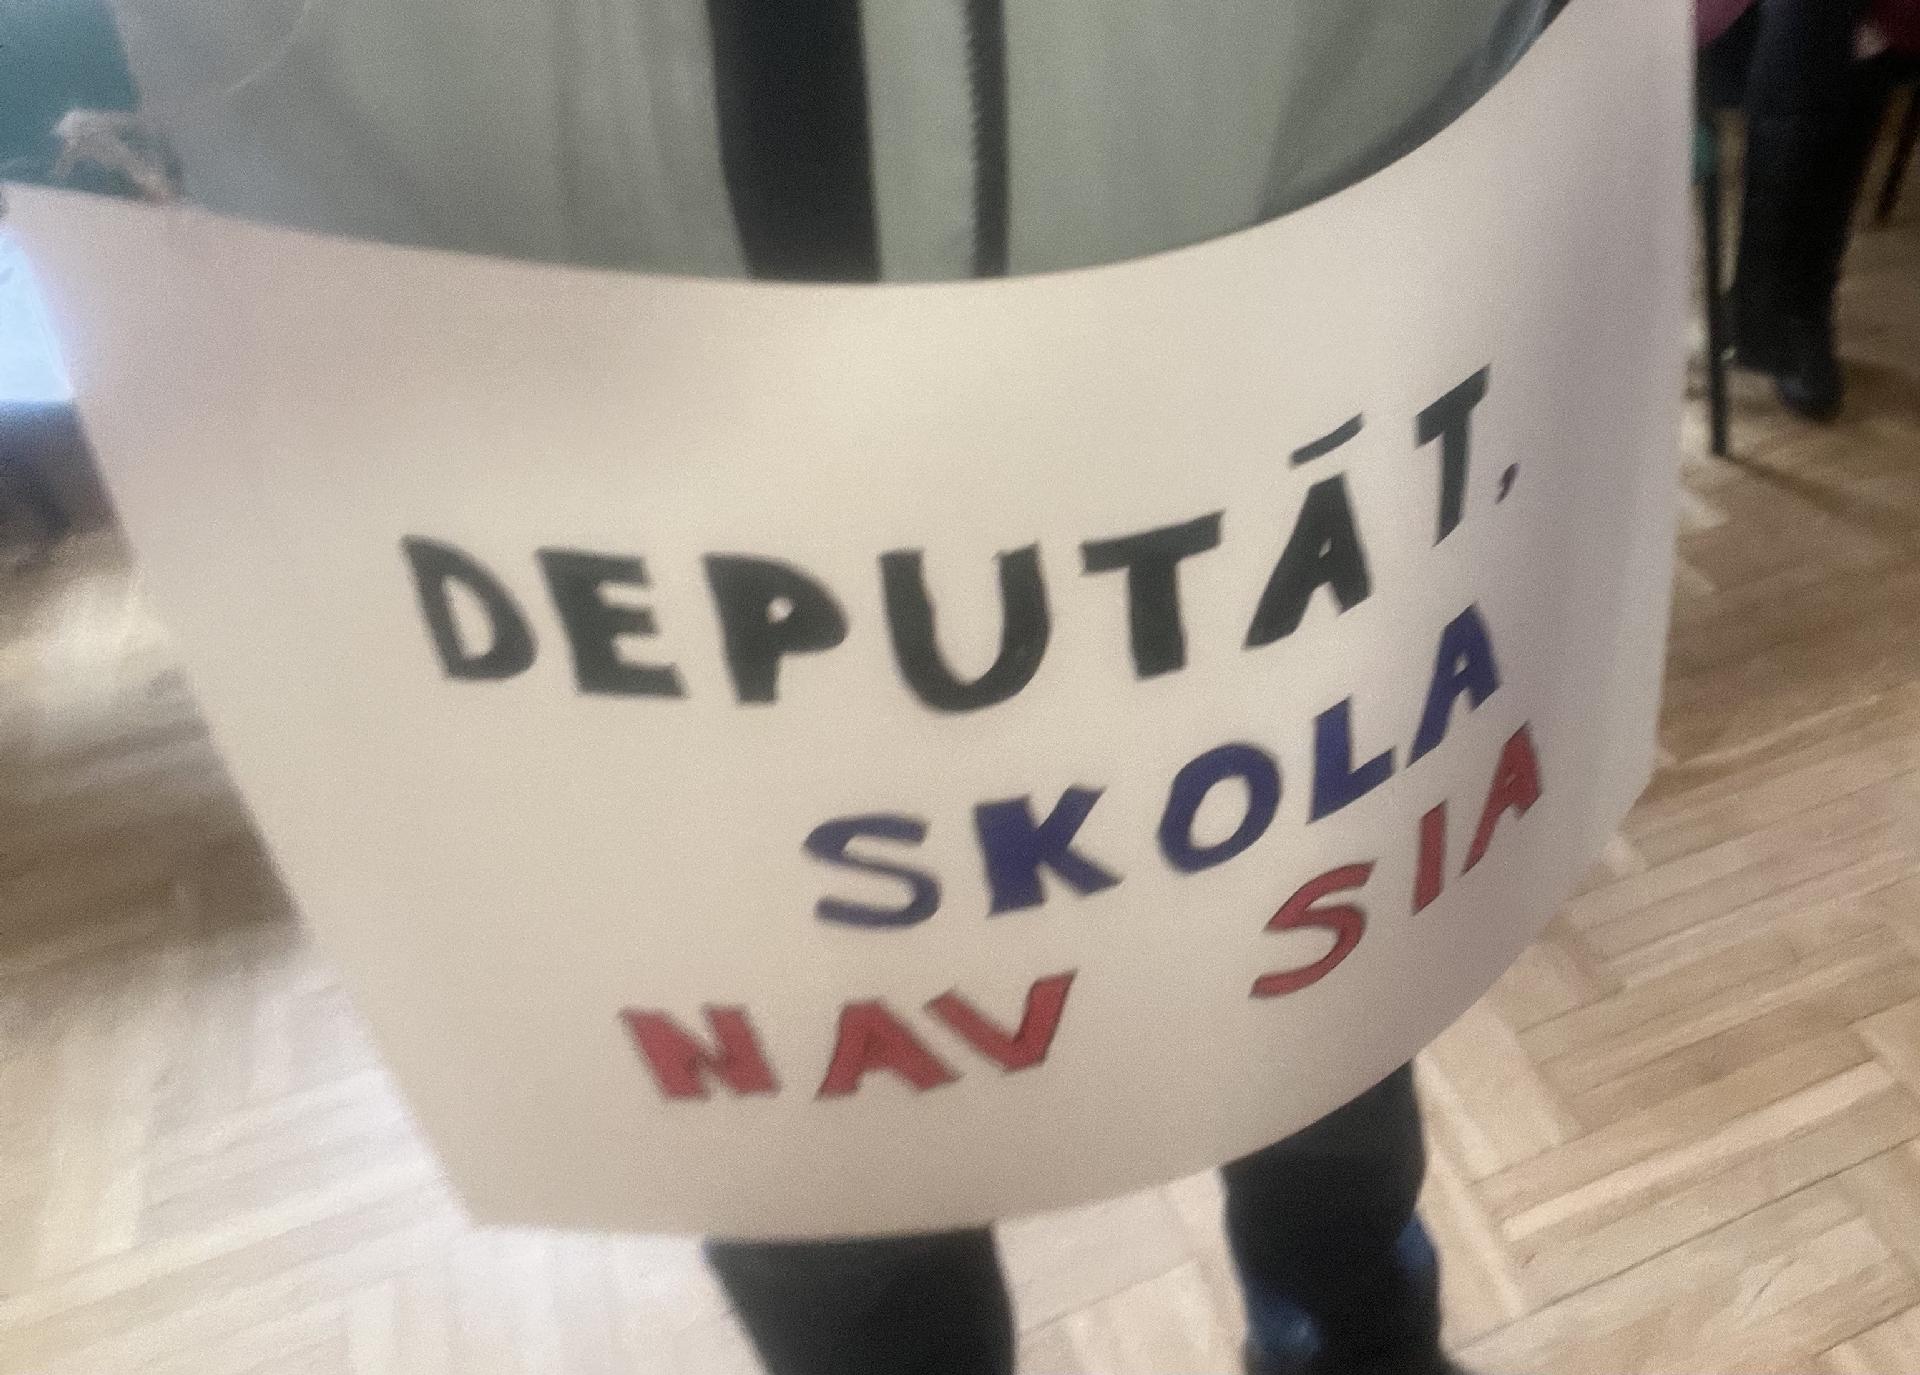 DEPUTĀT,
SKOLA
NAV SIA